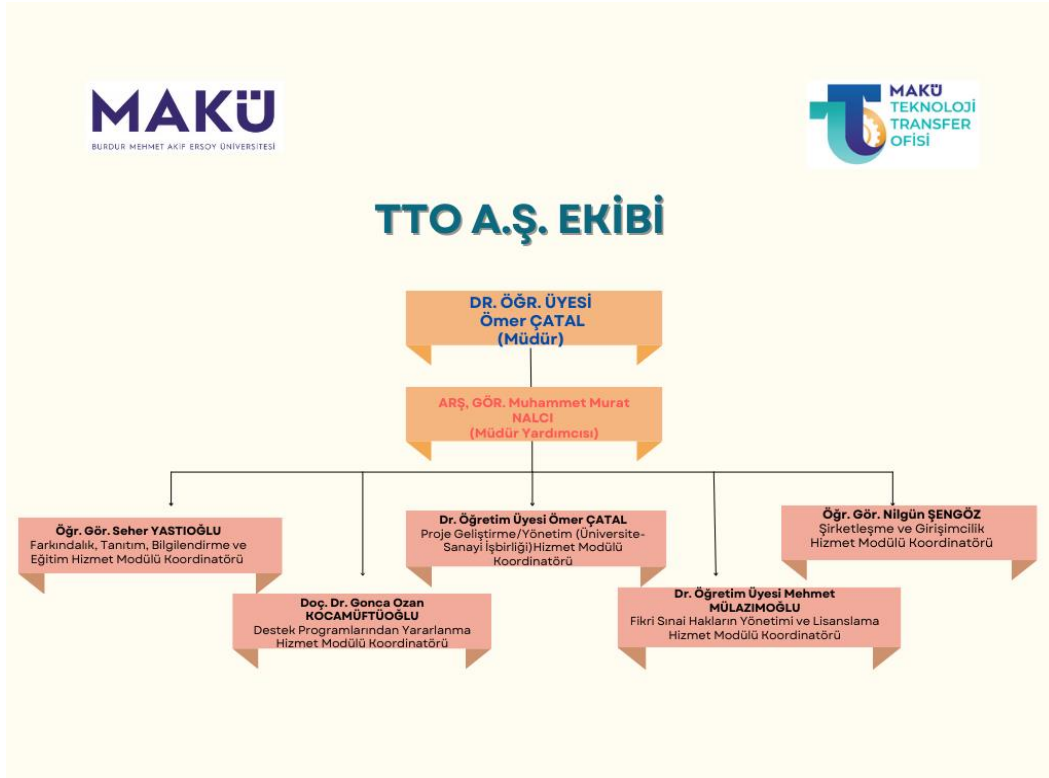 MAKÜ
BURDUR MEHMET AKİF ERSOY ÜNİVERSİTESİ
MAKÜ
TEKNOLOJİ
TRANSFER
OFİSİ
TTO A.Ş. EKİBİ
DR. ÖĞR. ÜYESİ
Ömer ÇATAL
(Müdür)
ARŞ, GÖR. Muhammet Murat
NALCI
(Müdür Yardımcısı)
Öğr. Gör. Seher YASTIOĞLU
Farkındalık, Tanıtım, Bilgilendirme ve
Eğitim Hizmet Modülü Koordinatörü
Doç. Dr. Gonca Ozan
KOCAMÜFTÜOĞLU
Destek Programlarından Yararlanma
Hizmet Modülü Koordinatörü
Dr. Öğretim Üyesi Ömer ÇATAL
Proje Geliştirme/Yönetim (Üniversite-
Sanayi İşbirliği)Hizmet Modülü
Koordinatörü
Dr. Öğretim Üyesi Mehmet
MÜLAZIMOĞLU
Fikri Sınai Hakların Yönetimi ve Lisanslama
Hizmet Modülü Koordinatörü
Öğr. Gör. Nilgün ŞENGÖZ
Şirketleşme ve Girişimcilik
Hizmet Modülü Koordinatörü